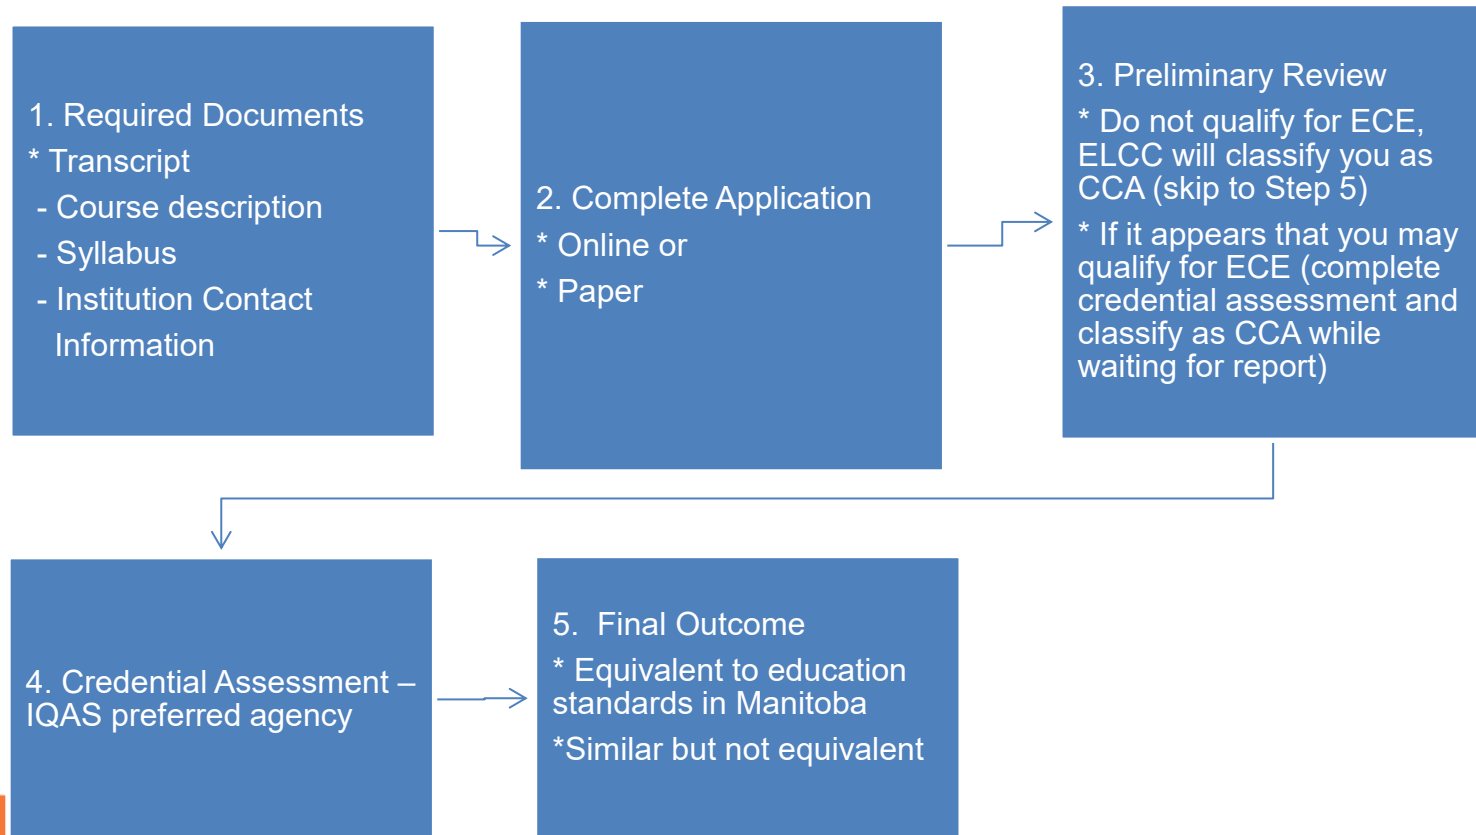 1. Required Documents
* Transcript
- Course description
- Syllabus
- Institution Contact
Information
2. Complete Application
* Online or
* Paper
3. Preliminary Review
* Do not qualify for ECE,
ELCC will classify you as
CCA (skip to Step 5)
* If it appears that you may
qualify for ECE (complete
credential assessment and
classify as CCA while
waiting for report)
4. Credential Assessment –
IQAS preferred agency
5. Final Outcome
* Equivalent to education
standards in Manitoba
*Similar but not equivalent